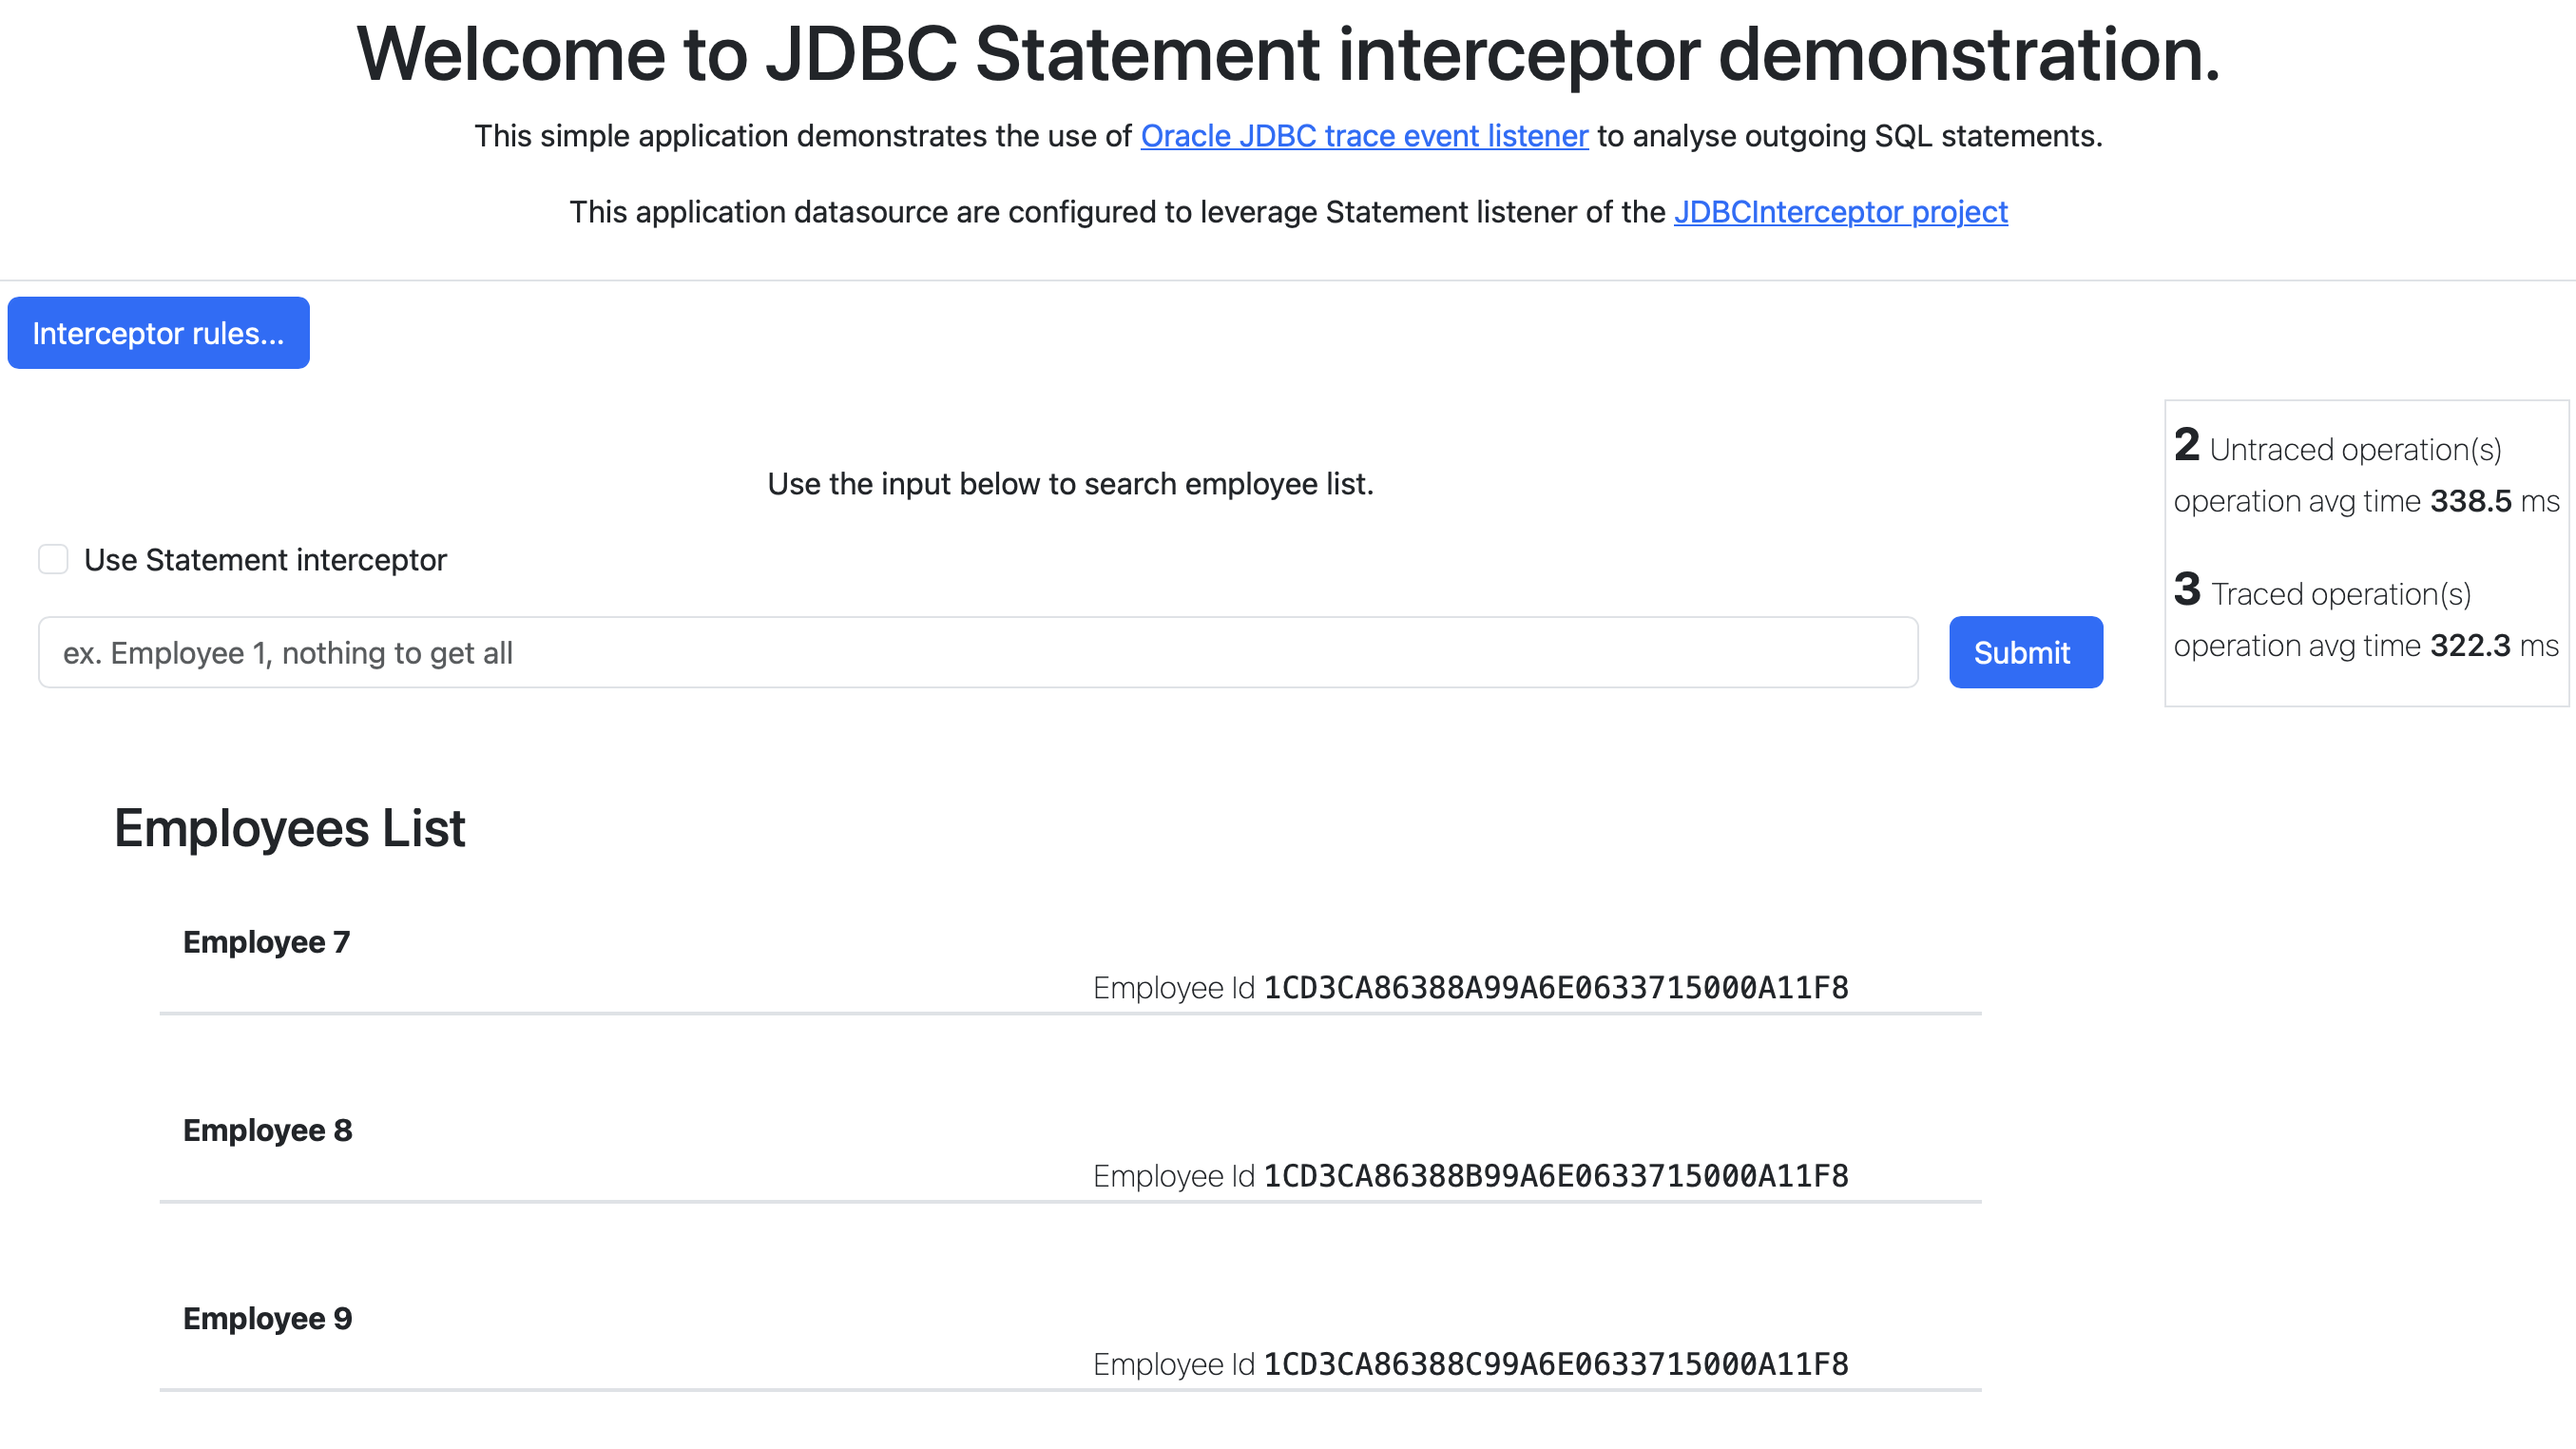 Welcome to JDBC Statement interceptor demonstration.
This simple application demonstrates the use of Oracle JDBC trace event listener to analyse outgoing SQL statements.
This application datasource are configured to leverage Statement listener of the JDBCInterceptor project
Interceptor rules...
Use the input below to search employee list.
Use Statement interceptor
ex. Employee 1, nothing to get all
Submit
2 Untraced operation(s)
operation avg time 338.5 ms
3 Traced operation(s)
operation avg time 322.3 ms
Employees List
Employee 7
Employee Id 1CD3CA86388A99A6E0633715000A11F8
Employee 8
Employee Id 1CD3CA86388B99A6E0633715000A11F8
Employee 9
Employee Id 1CD3CA86388C99A6E0633715000A11F8